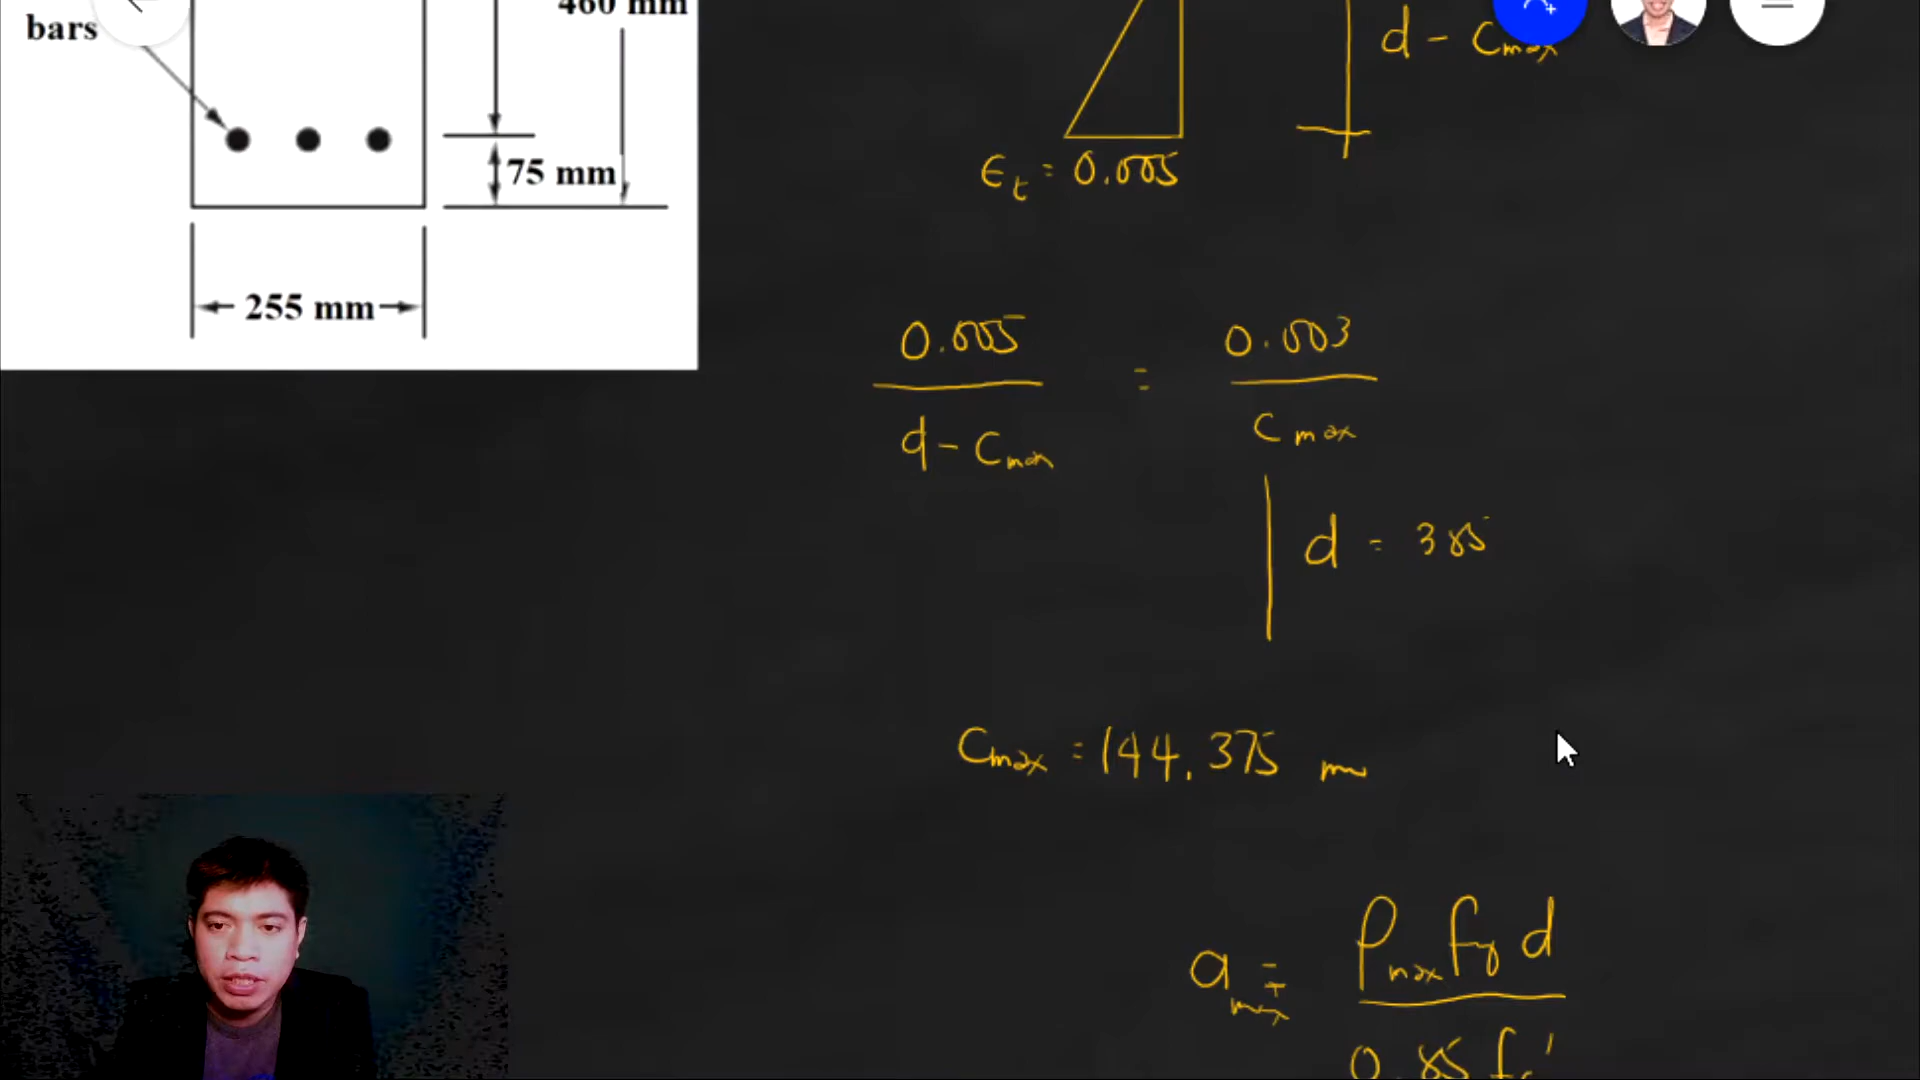 bars
460 mm
75 mm
255 mm
d - Cmax
εt = 0.005
0.005 / d - Cmax = 0.003 / Cmax
d = 385
Cmax = 144.375 mm
amax = ρmax fy d / 0.85 fc'